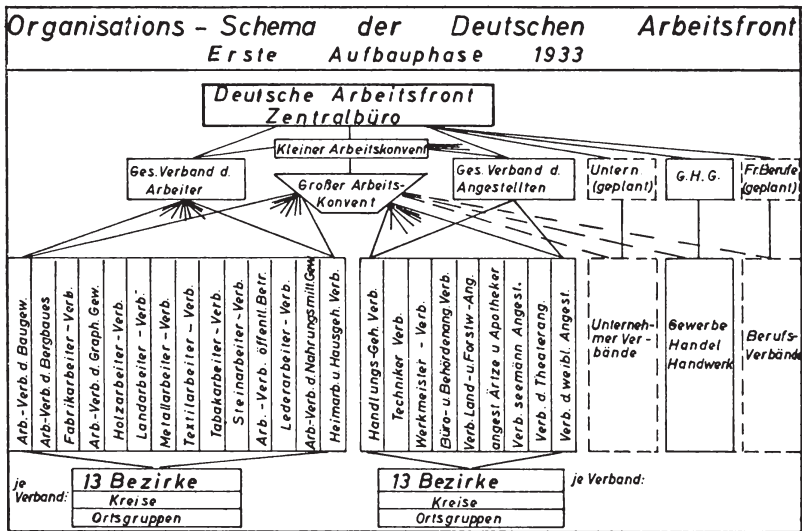 Organisations - Schema der Deutschen Arbeitsfront
Erste Aufbauphase 1933
Deutsche Arbeitsfront
Zentralbüro
Kleiner Arbeitskonvent
Ges. Verband d.
Arbeiter
Großer Arbeits-
Konvent
Ges. Verband d.
Angestellten
Untern.
(geplant)
G.H.G.
Fr. Berufe
(geplant)
Arb.-Verb. d. Baugew.
Arb-Verb. d. Bergbaues
Fabrikarbeiter-Verb.
Arb.-Verb. d. Graph. Gew.
Holzarbeiter-Verb.
Landarbeiter-Verb.
Metallarbeiter-Verb.
Textilarbeiter-Verb.
Tabakarbeiter-Verb.
Steinarbeiter-Verb.
Arb.-Verb. öffentl. Betr.
Lederarbeiter-Verb.
Arb-Verb. d. Nahrungsmitt. Gew.
Heimarb. u. Hausgeh. Verb.
Handlungs-Geh. Verb.
Techniker Verb.
Werkmeister-Verb.
Büro-u. Behördenang. Verb.
Verb. Land-u. Forstw-Ang.
angest. Ärtze u Apotheker
Verb. seemänn Angest.
Verb. d. Theaterang.
Verb. d. weibl. Angest.
Unterneh-
mer Ver-
bände
Gewerbe
Handel
Handwerk
Berufs-
Verbände
je
Verband:
13 Bezirke
Kreise
Ortsgruppen
13 Bezirke
Kreise
Ortsgruppen
je Verband: